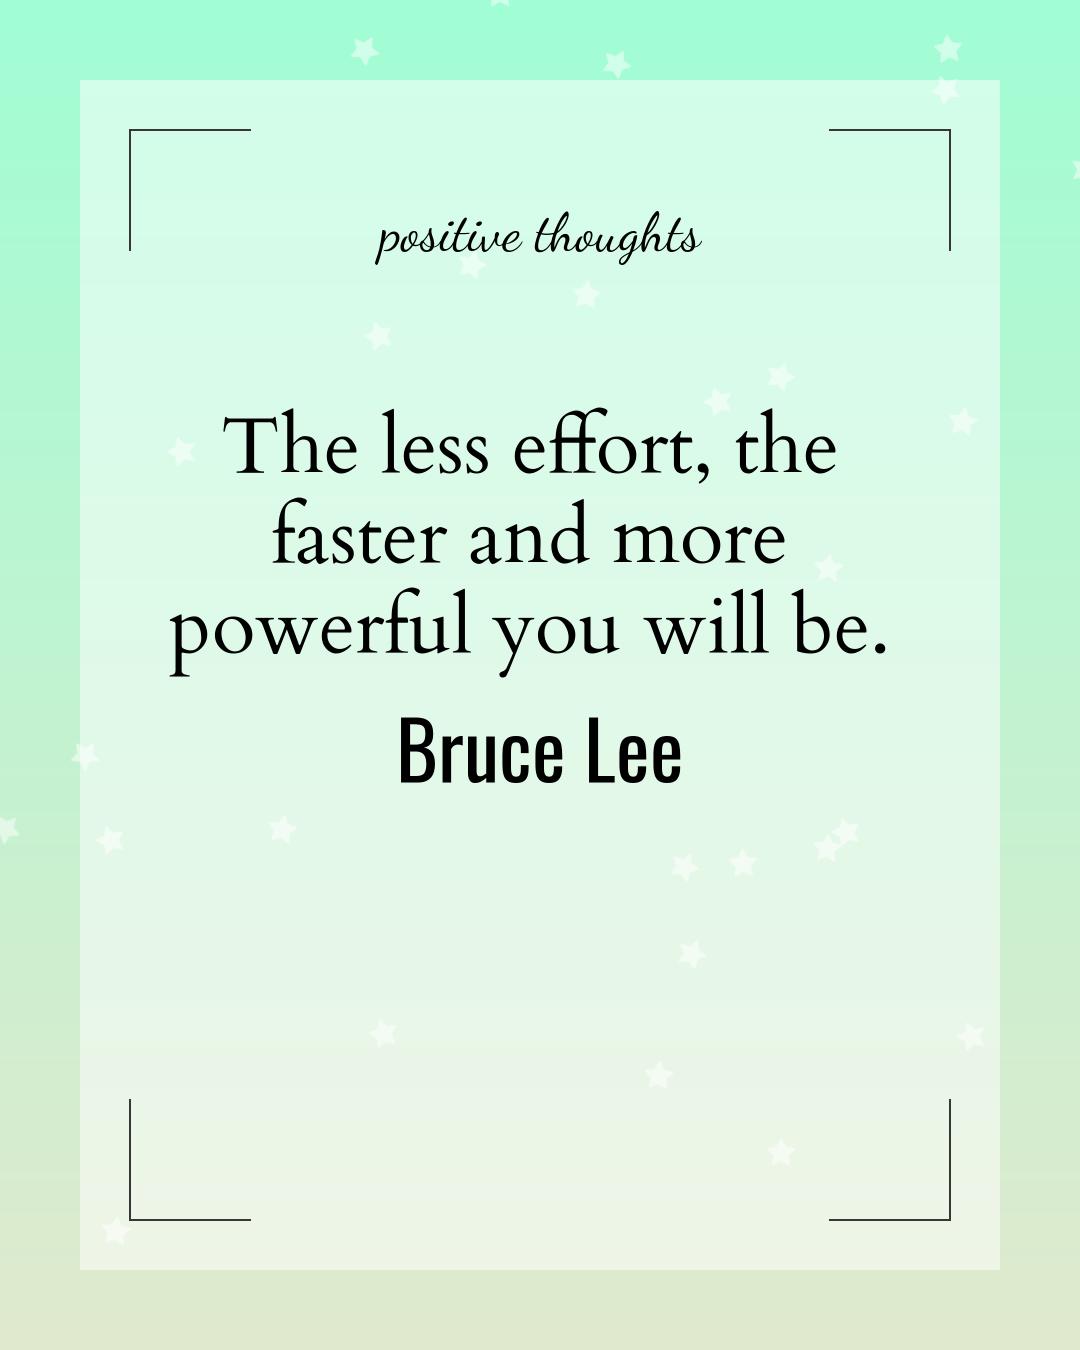 positive thoughts
The less effort, the
faster and more
powerful you will be.
Bruce Lee